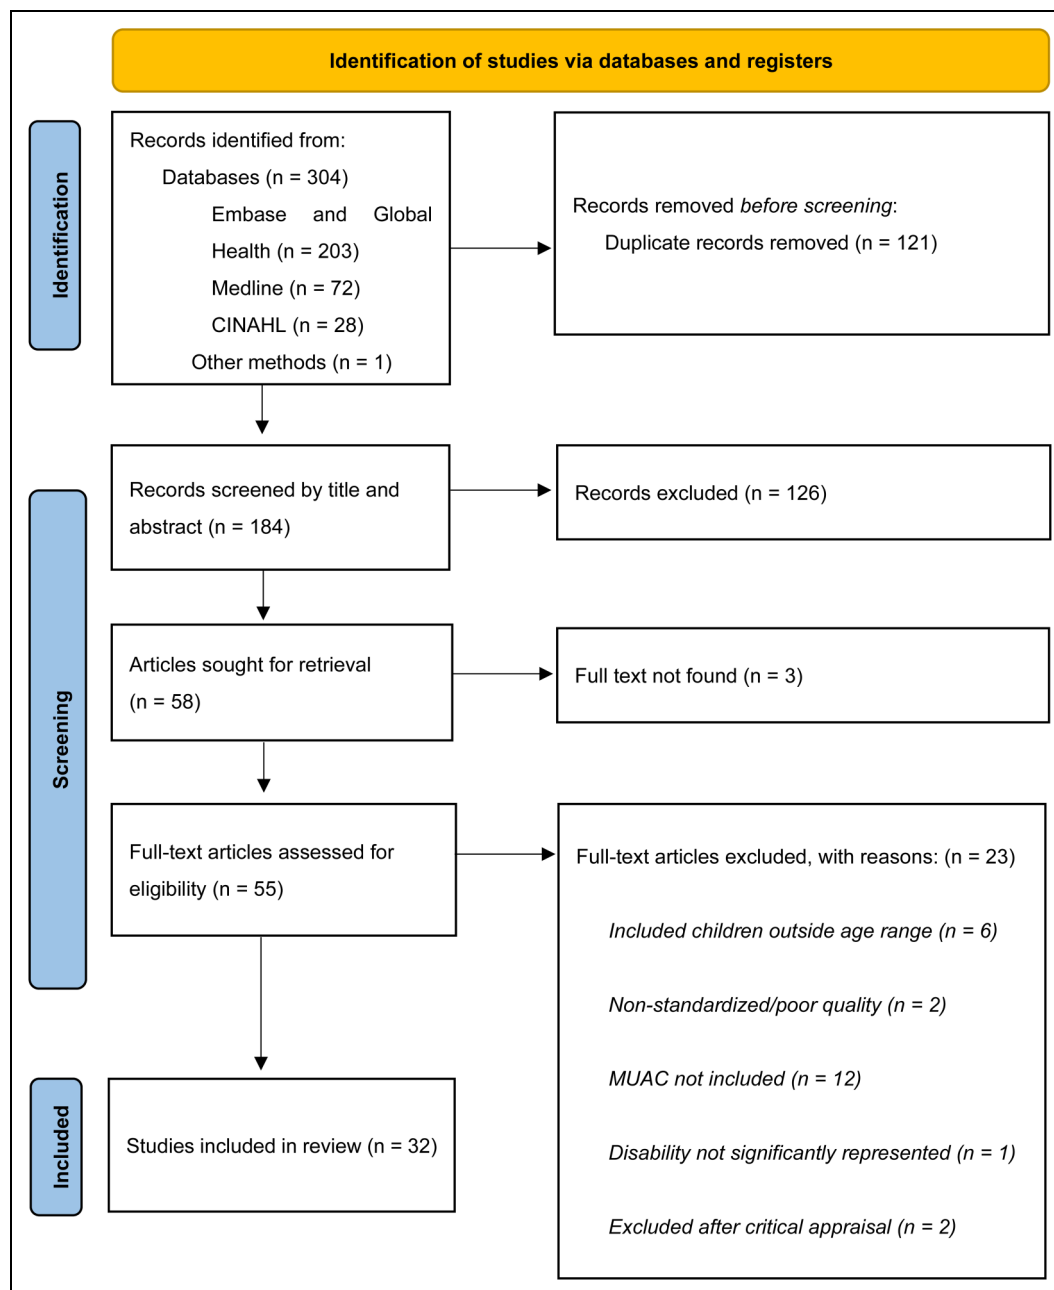 Identification of studies via databases and registers
Identification
Records identified from:
Databases (n = 304)
Embase and Global
Health (n = 203)
Medline (n = 72)
CINAHL (n = 28)
Other methods (n = 1)
Records removed before screening:
Duplicate records removed (n = 121)
Screening
Records screened by title and
abstract (n = 184)
Records excluded (n = 126)
Articles sought for retrieval
(n = 58)
Full text not found (n = 3)
Full-text articles assessed for
eligibility (n = 55)
Full-text articles excluded, with reasons: (n = 23)
Included children outside age range (n = 6)
Non-standardized/poor quality (n = 2)
MUAC not included (n = 12)
Disability not significantly represented (n = 1)
Excluded after critical appraisal (n = 2)
Included
Studies included in review (n = 32)